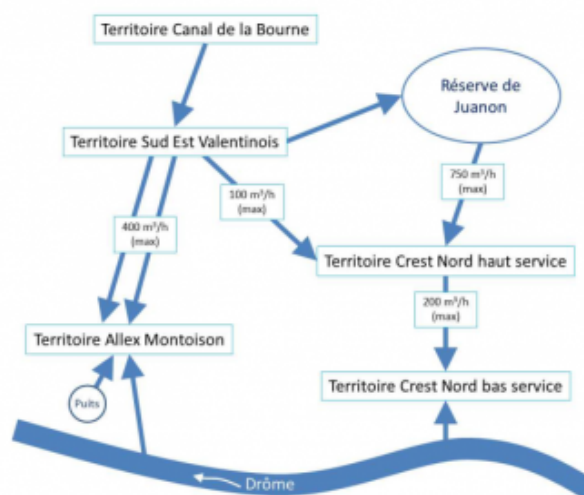 Territoire Canal de la Bourne
Réserve de
Juanon
Territoire Sud Est Valentinois
750 m³/h
(max)
100 m³/h
(max)
400 m³/h
(max)
Territoire Crest Nord haut service
200 m³/h
(max)
Territoire Allex Montoison
Territoire Crest Nord bas service
Puits
Drôme